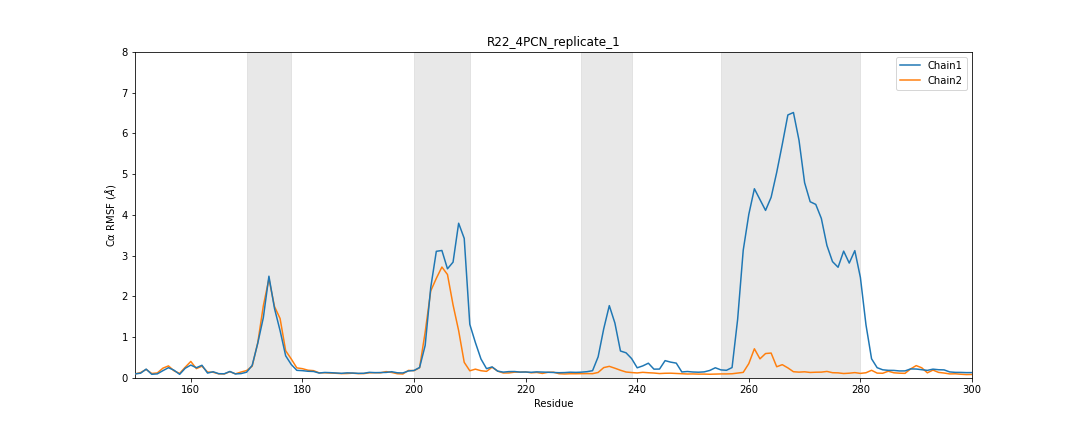 R22_4PCN_replicate_1
Chain1
Chain2
8
7
6
5
4
3
2
1
0
Cα RMSF (Å)
160 180 200 220 240 260 280 300
Residue